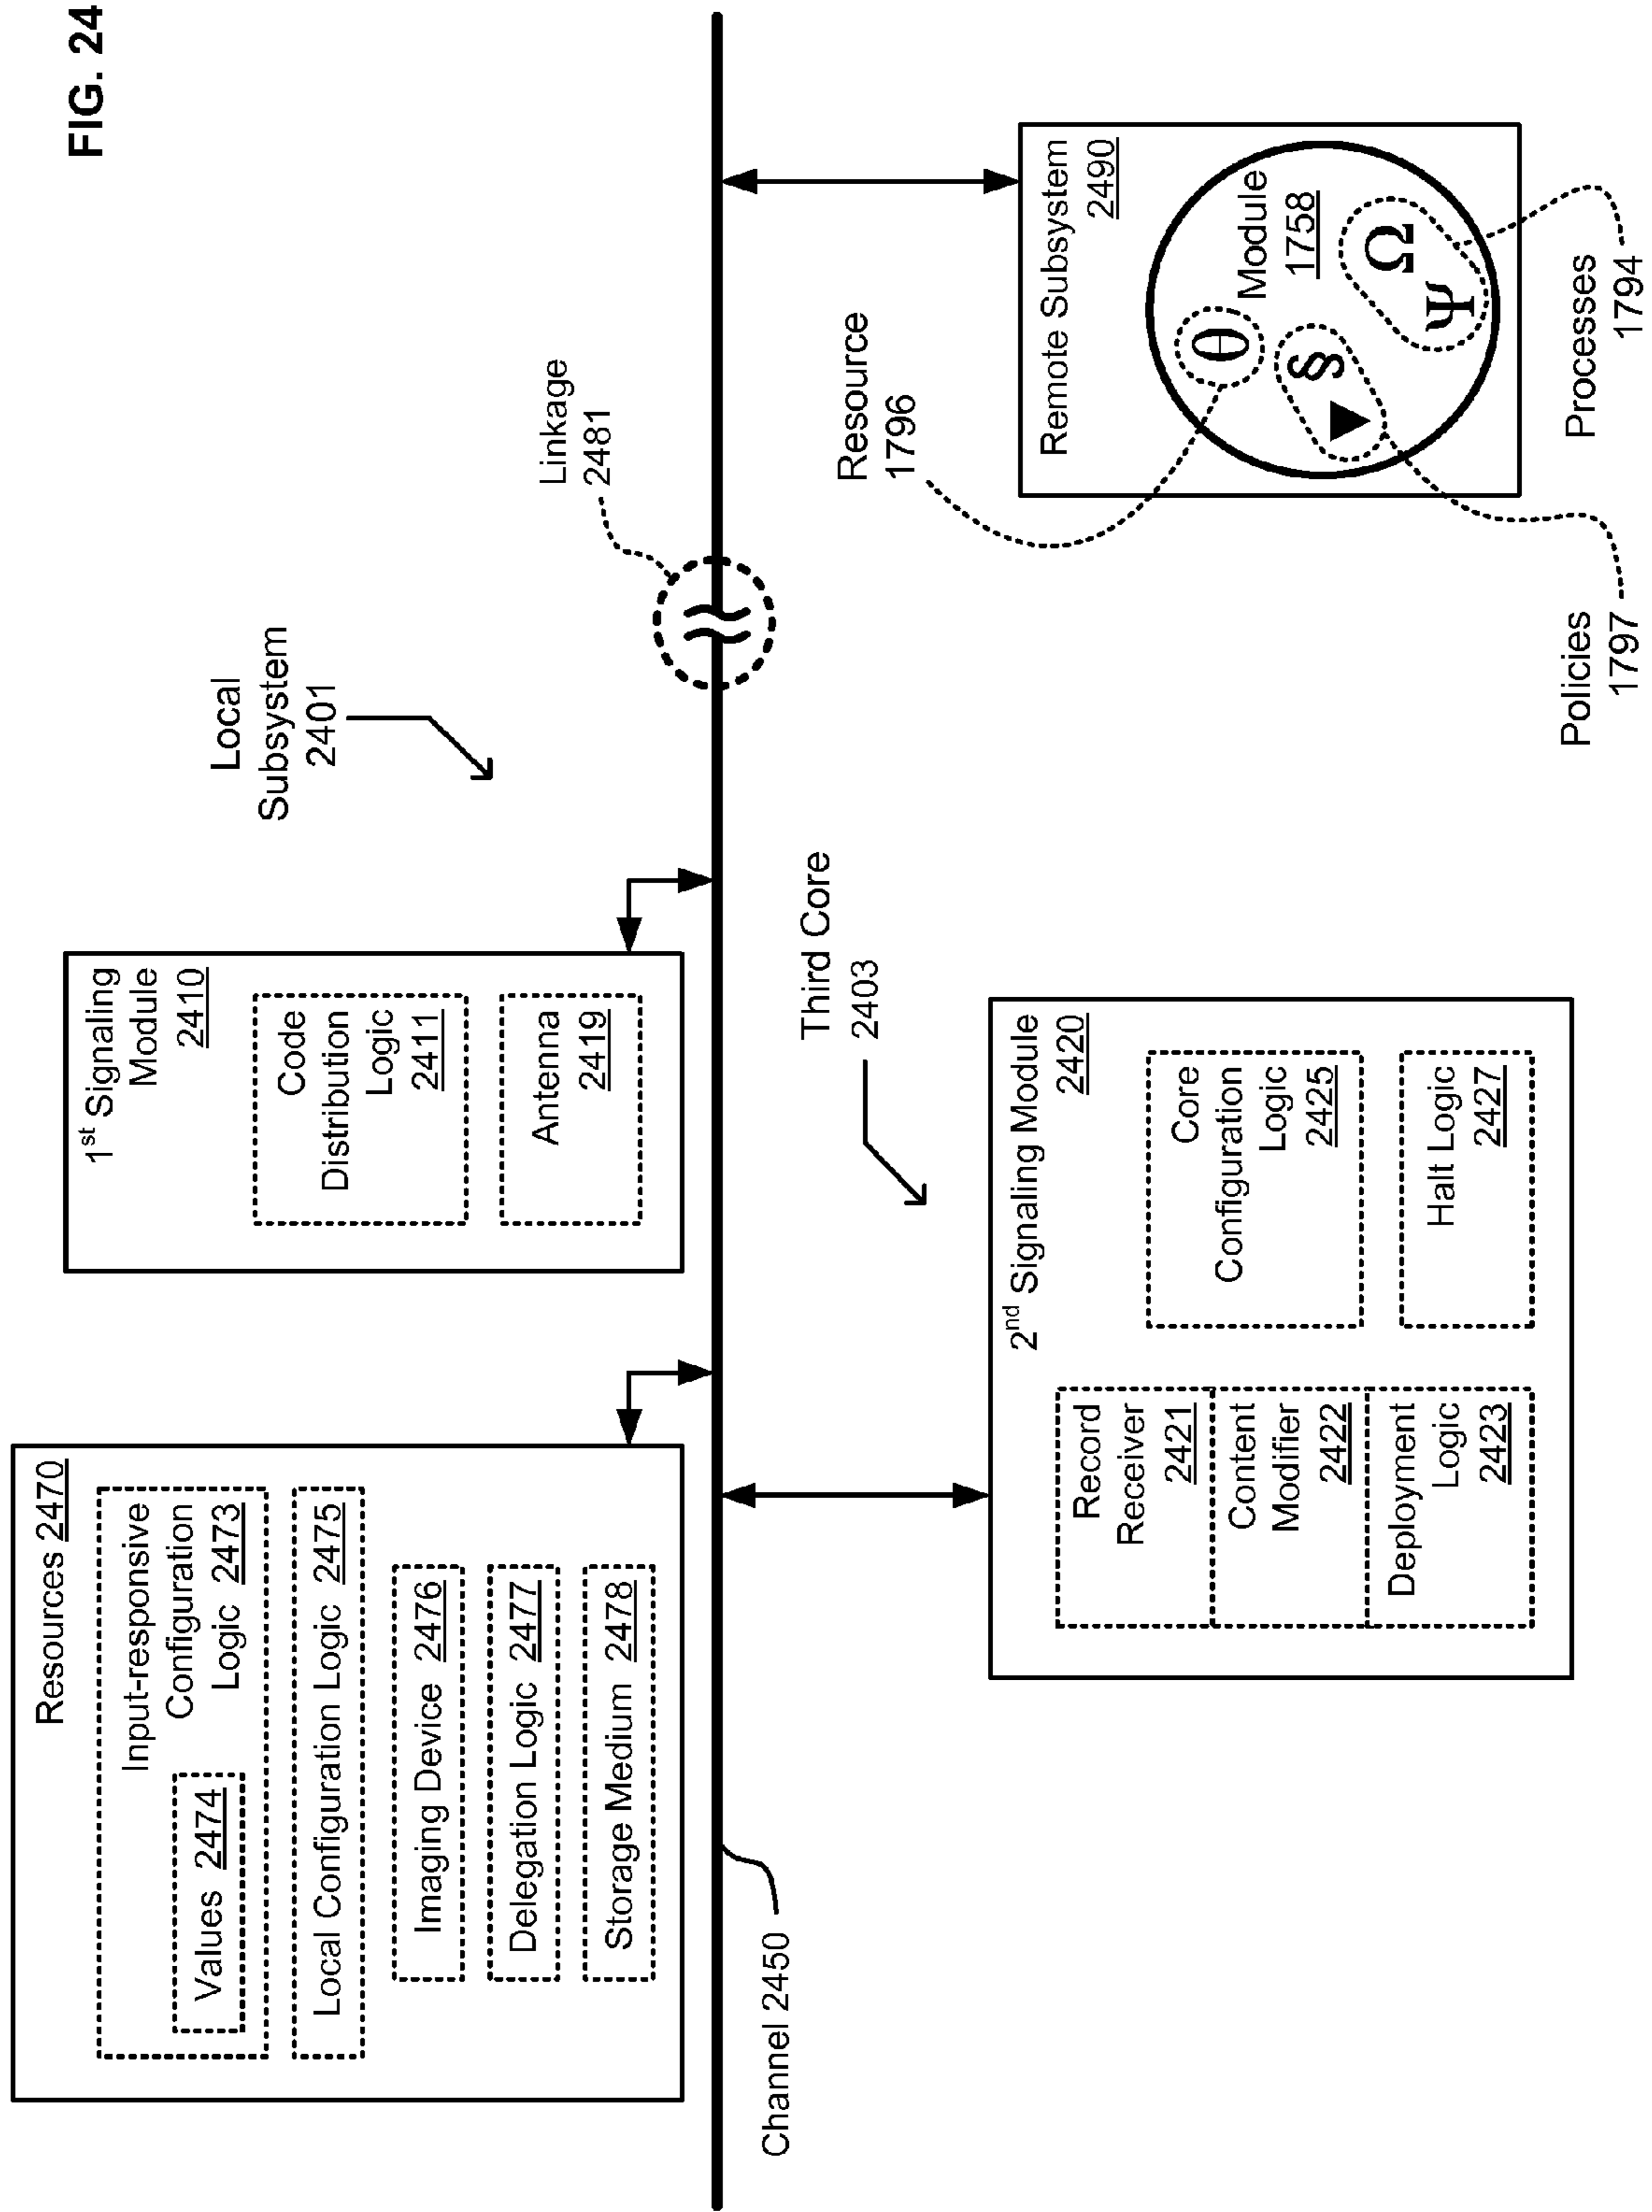 FIG. 24
Resources 2470
Input-responsive
Configuration
Logic 2473
Values 2474
Local Configuration Logic 2475
Imaging Device 2476
Delegation Logic 2477
Storage Medium 2478
1st Signaling
Module
2410
Code
Distribution
Logic
2411
Antenna
2419
Local
Subsystem
2401
Linkage
2481
Channel 2450
Third Core
2403
2nd Signaling Module
2420
Record
Receiver
2421
Content
Modifier
2422
Deployment
Logic
2423
Core
Configuration
Logic
2425
Halt Logic
2427
Resource
1796
Remote Subsystem
2490
Module
1758
θ
§
Ψ Ω
Policies
1797
Processes
1794